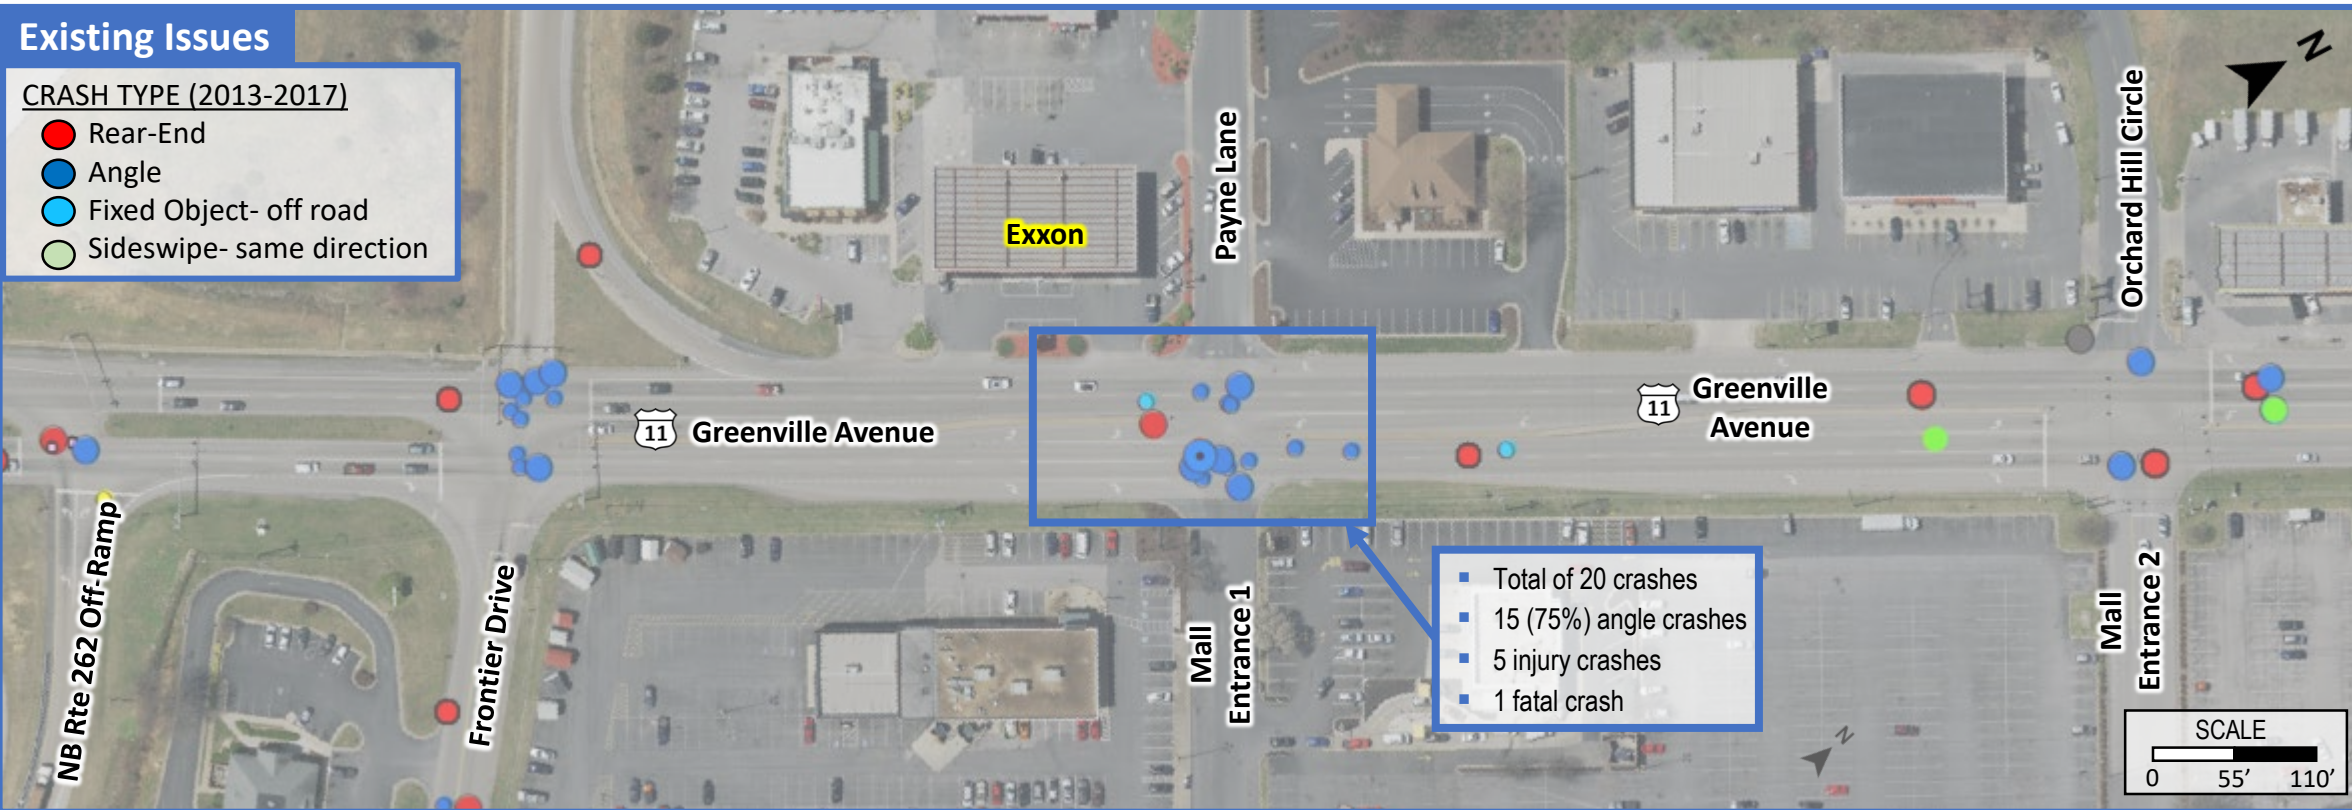 Existing Issues
CRASH TYPE (2013-2017)
Rear-End
Angle
Fixed Object- off road
Sideswipe- same direction
N
Exxon
Payne Lane
Orchard Hill Circle
11
Greenville Avenue
11
Greenville
Avenue
NB Rte 262 Off-Ramp
Frontier Drive
Mall
Entrance 1
▪ Total of 20 crashes
▪ 15 (75%) angle crashes
▪ 5 injury crashes
▪ 1 fatal crash
Mall
Entrance 2
N
SCALE
0 55’ 110’